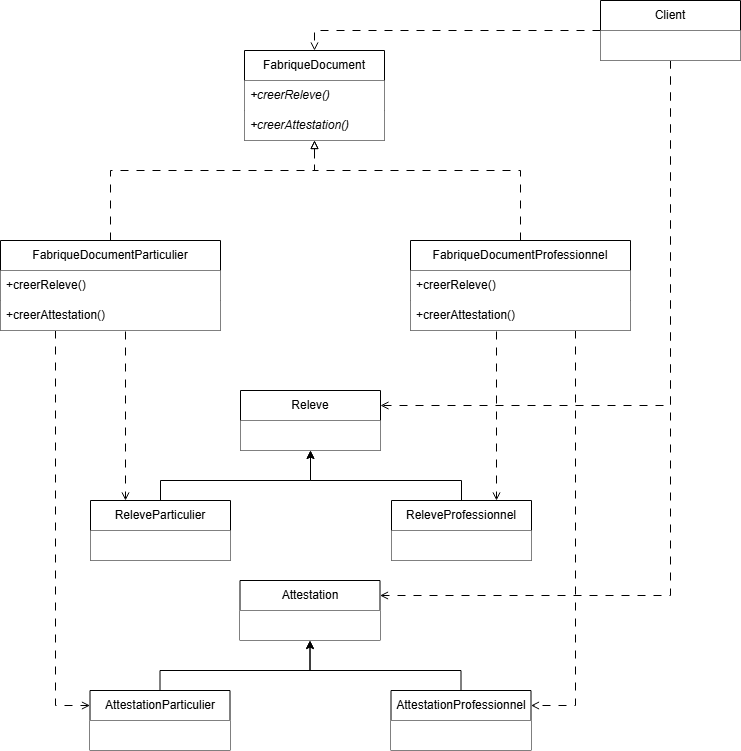 Client
FabriqueDocument
+creerReleve()
+creerAttestation()
FabriqueDocumentParticulier
+creerReleve()
+creerAttestation()
FabriqueDocumentProfessionnel
+creerReleve()
+creerAttestation()
Releve
ReleveParticulier
ReleveProfessionnel
Attestation
AttestationParticulier
AttestationProfessionnel